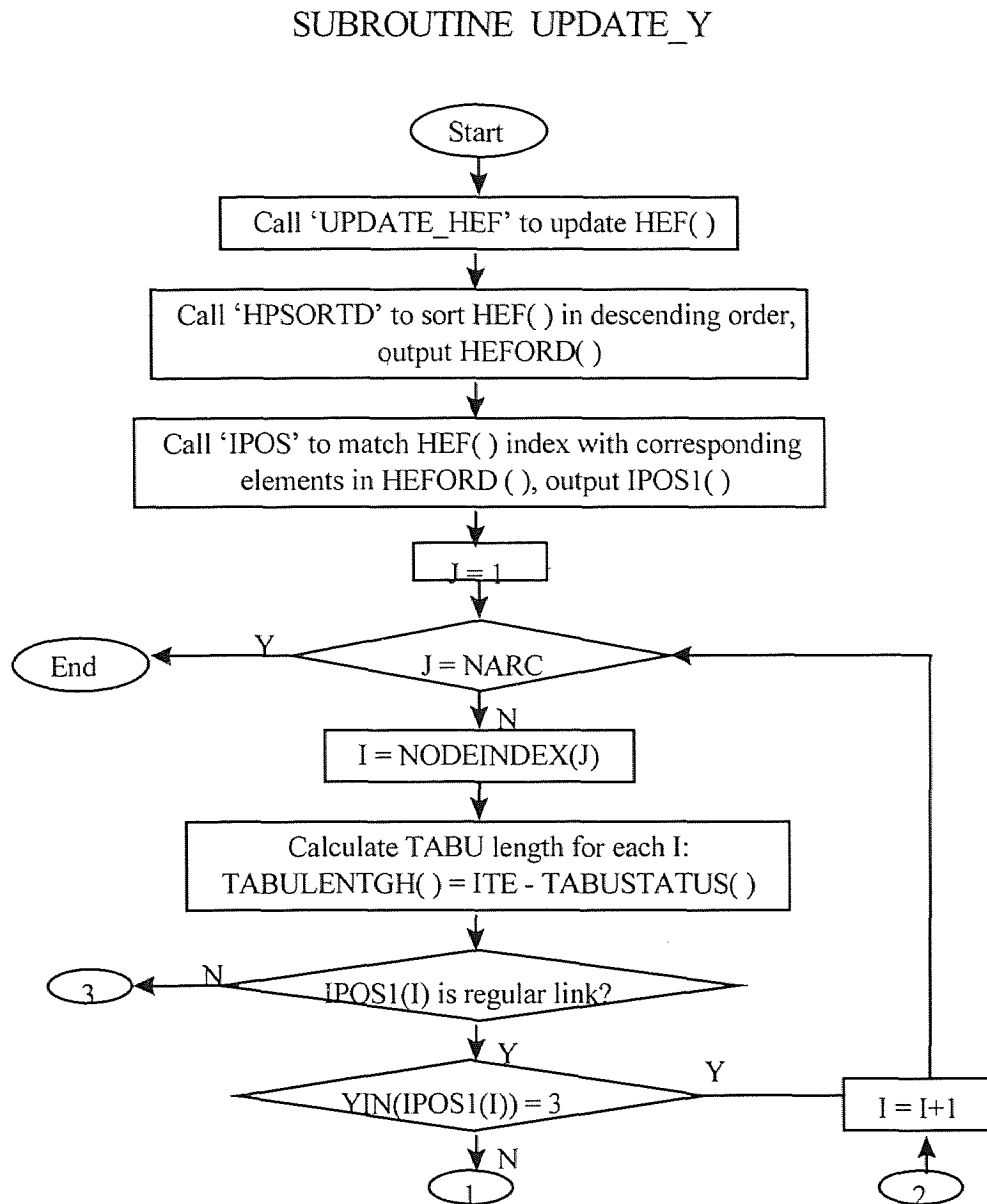 SUBROUTINE UPDATE_Y
Start
Call ‘UPDATE_HEF’ to update HEF( )
Call ‘HPSORTD’ to sort HEF( ) in descending order,
output HEFORD( )
Call ‘IPOS’ to match HEF( ) index with corresponding
elements in HEFORD ( ), output IPOS1( )
J = 1
Y
End
J = NARC
N
I = NODEINDEX(J)
Calculate TABU length for each I:
TABULENTGH( ) = ITE - TABUSTATUS( )
N
3
IPOS1(I) is regular link?
Y
Y
YIN(IPOS1(I)) = 3
I = I+1
N
1
2